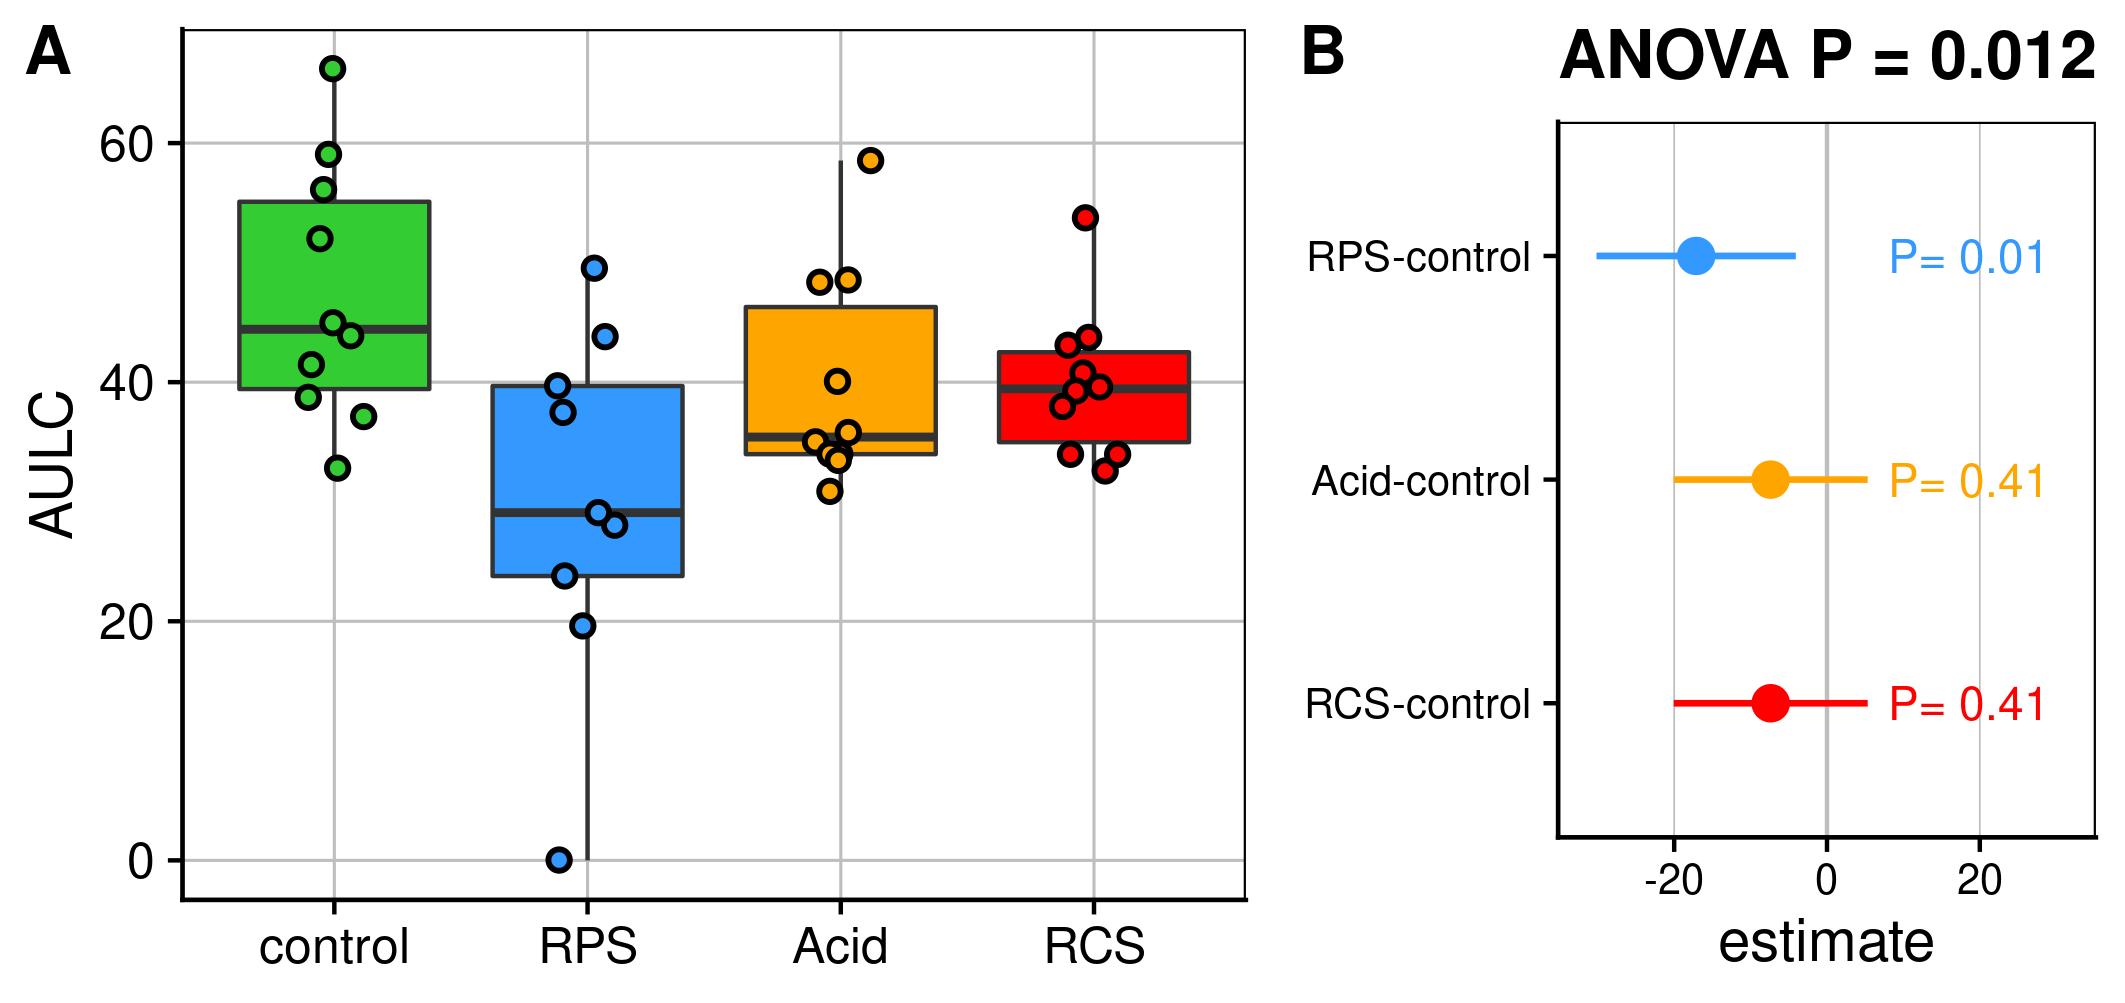 A
AULC
60
40
20
0
control RPS Acid RCS
B
ANOVA P = 0.012
RPS-control P= 0.01
Acid-control P= 0.41
RCS-control P= 0.41
-20 0 20
estimate